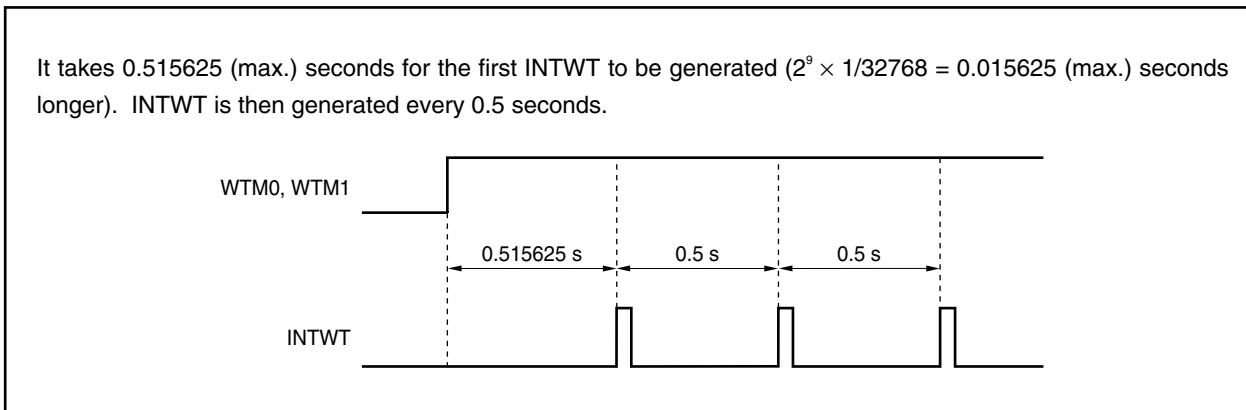 It takes 0.515625 (max.) seconds for the first INTWT to be generated (2⁹ × 1/32768 = 0.015625 (max.) seconds
longer). INTWT is then generated every 0.5 seconds.
WTM0, WTM1
0.515625 s
0.5 s
0.5 s
INTWT